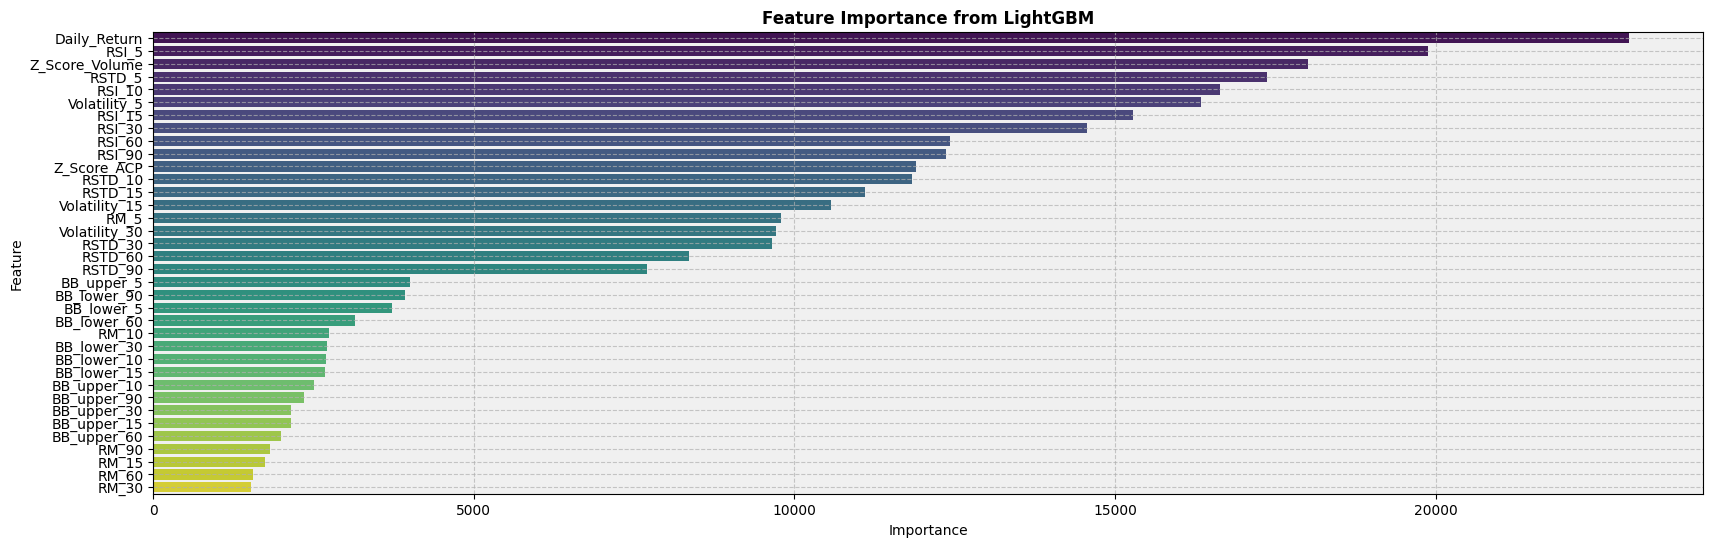 Feature Importance from LightGBM
Daily_Return
RSI_5
Z_Score_Volume
RSTD_5
RSI_10
Volatility_5
RSI_15
RSI_30
RSI_60
RSI_90
Z_Score_ACP
RSTD_10
RSTD_15
Volatility_15
RM_5
Volatility_30
RSTD_30
RSTD_60
RSTD_90
BB_upper_5
BB_lower_90
BB_lower_5
BB_lower_60
RM_10
BB_lower_30
BB_lower_10
BB_lower_15
BB_upper_10
BB_upper_90
BB_upper_30
BB_upper_15
BB_upper_60
RM_90
RM_15
RM_60
RM_30
Feature
0 5000 10000 15000 20000
Importance